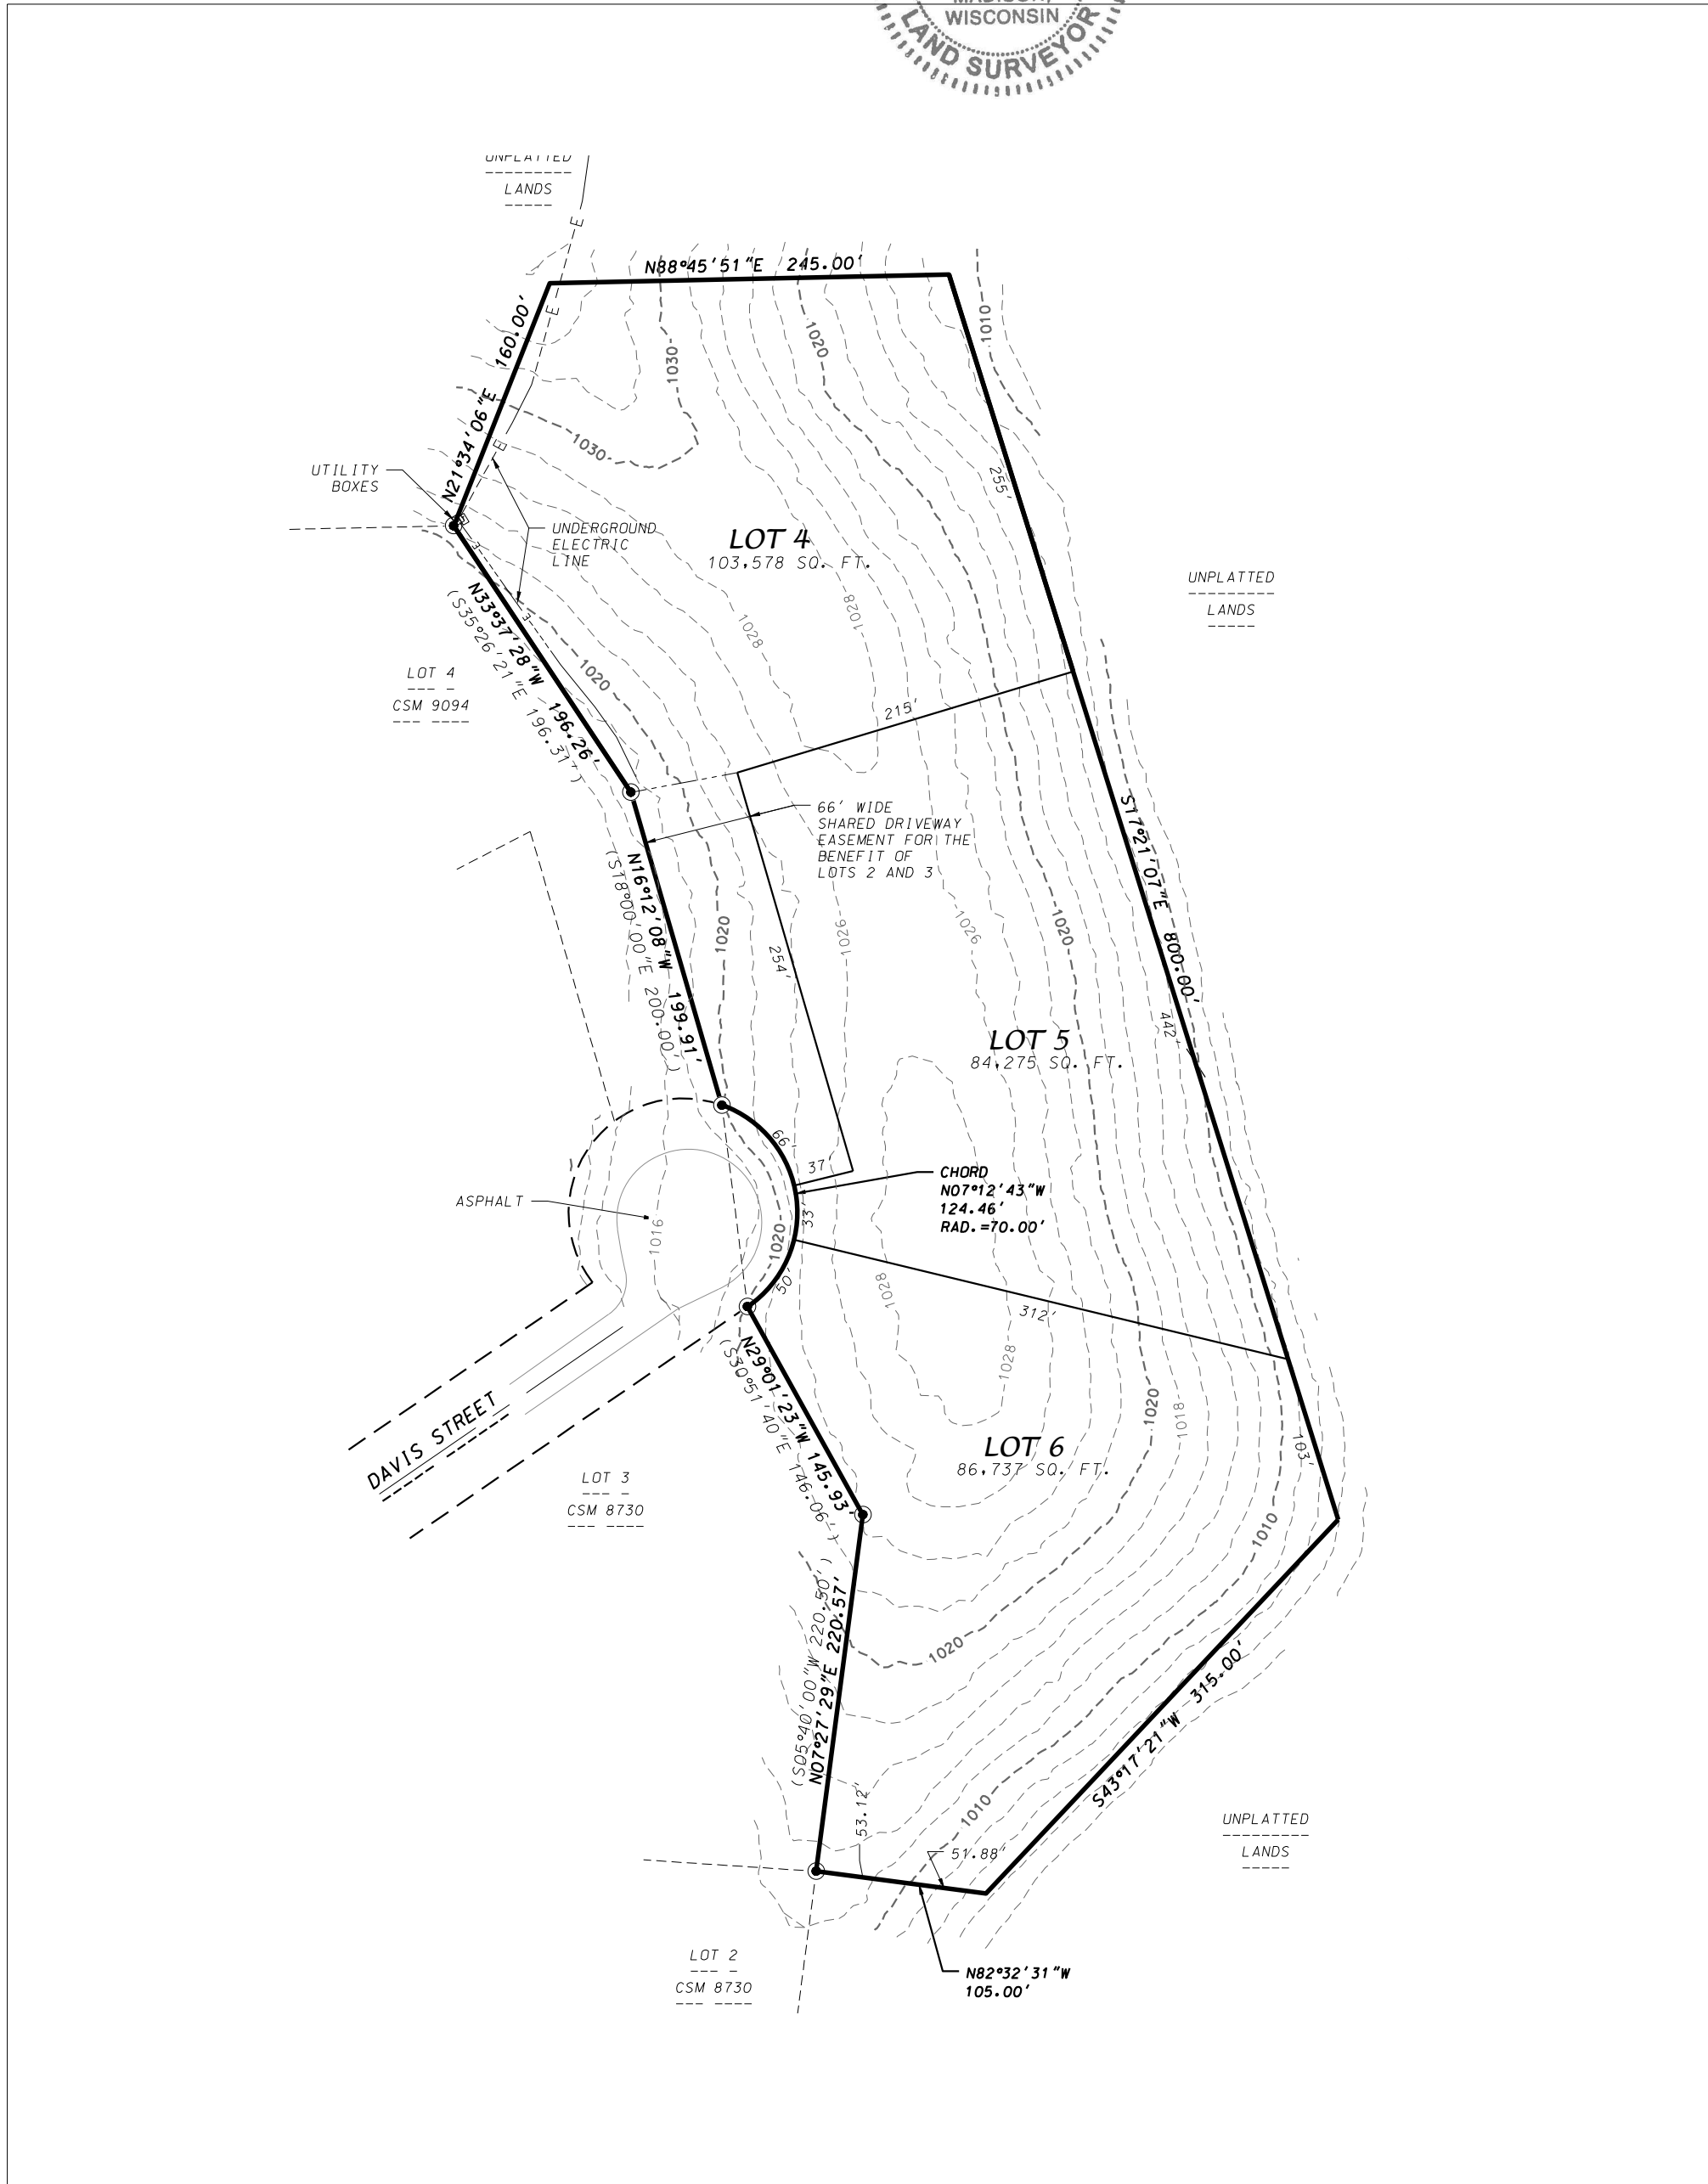 MADISON,
WISCONSIN
LAND SURVEYOR
UNPLATTED
LANDS
E
E
E
E
N88°45'51"E 245.00'
N21°34'06"E 160.00'
1030
1030
1020
1010
255'
UTILITY
BOXES
UNDERGROUND
ELECTRIC
LINE
E
E
LOT 4
103,578 SQ. FT.
UNPLATTED
LANDS
1028
1028
N33°37'28"W 196.26'
(S35°26'21"E 196.31')
1020
LOT 4
CSM 9094
215'
66' WIDE
SHARED DRIVEWAY
EASEMENT FOR THE
BENEFIT OF
LOTS 2 AND 3
S17°21'07"E 800.00'
N16°12'08"W 199.91'
(S18°00'00"E 200.00')
1020
254'
1026
1026
1020
442'
LOT 5
84,275 SQ. FT.
66'
37'
33'
50'
CHORD
N07°12'43"W
124.46'
RAD.=70.00'
ASPHALT
1016
1020
1028
312'
1028
N29°01'23"W 145.93'
(S30°51'40"E 146.06')
1020
1018
103'
DAVIS STREET
LOT 6
86,737 SQ. FT.
LOT 3
CSM 8730
1010
(S05°40'00"W 220.50')
N07°27'29"E 220.57'
1020
S43°17'21"W 315.00'
1010
53.12'
51.88'
UNPLATTED
LANDS
LOT 2
CSM 8730
N82°32'31"W
105.00'